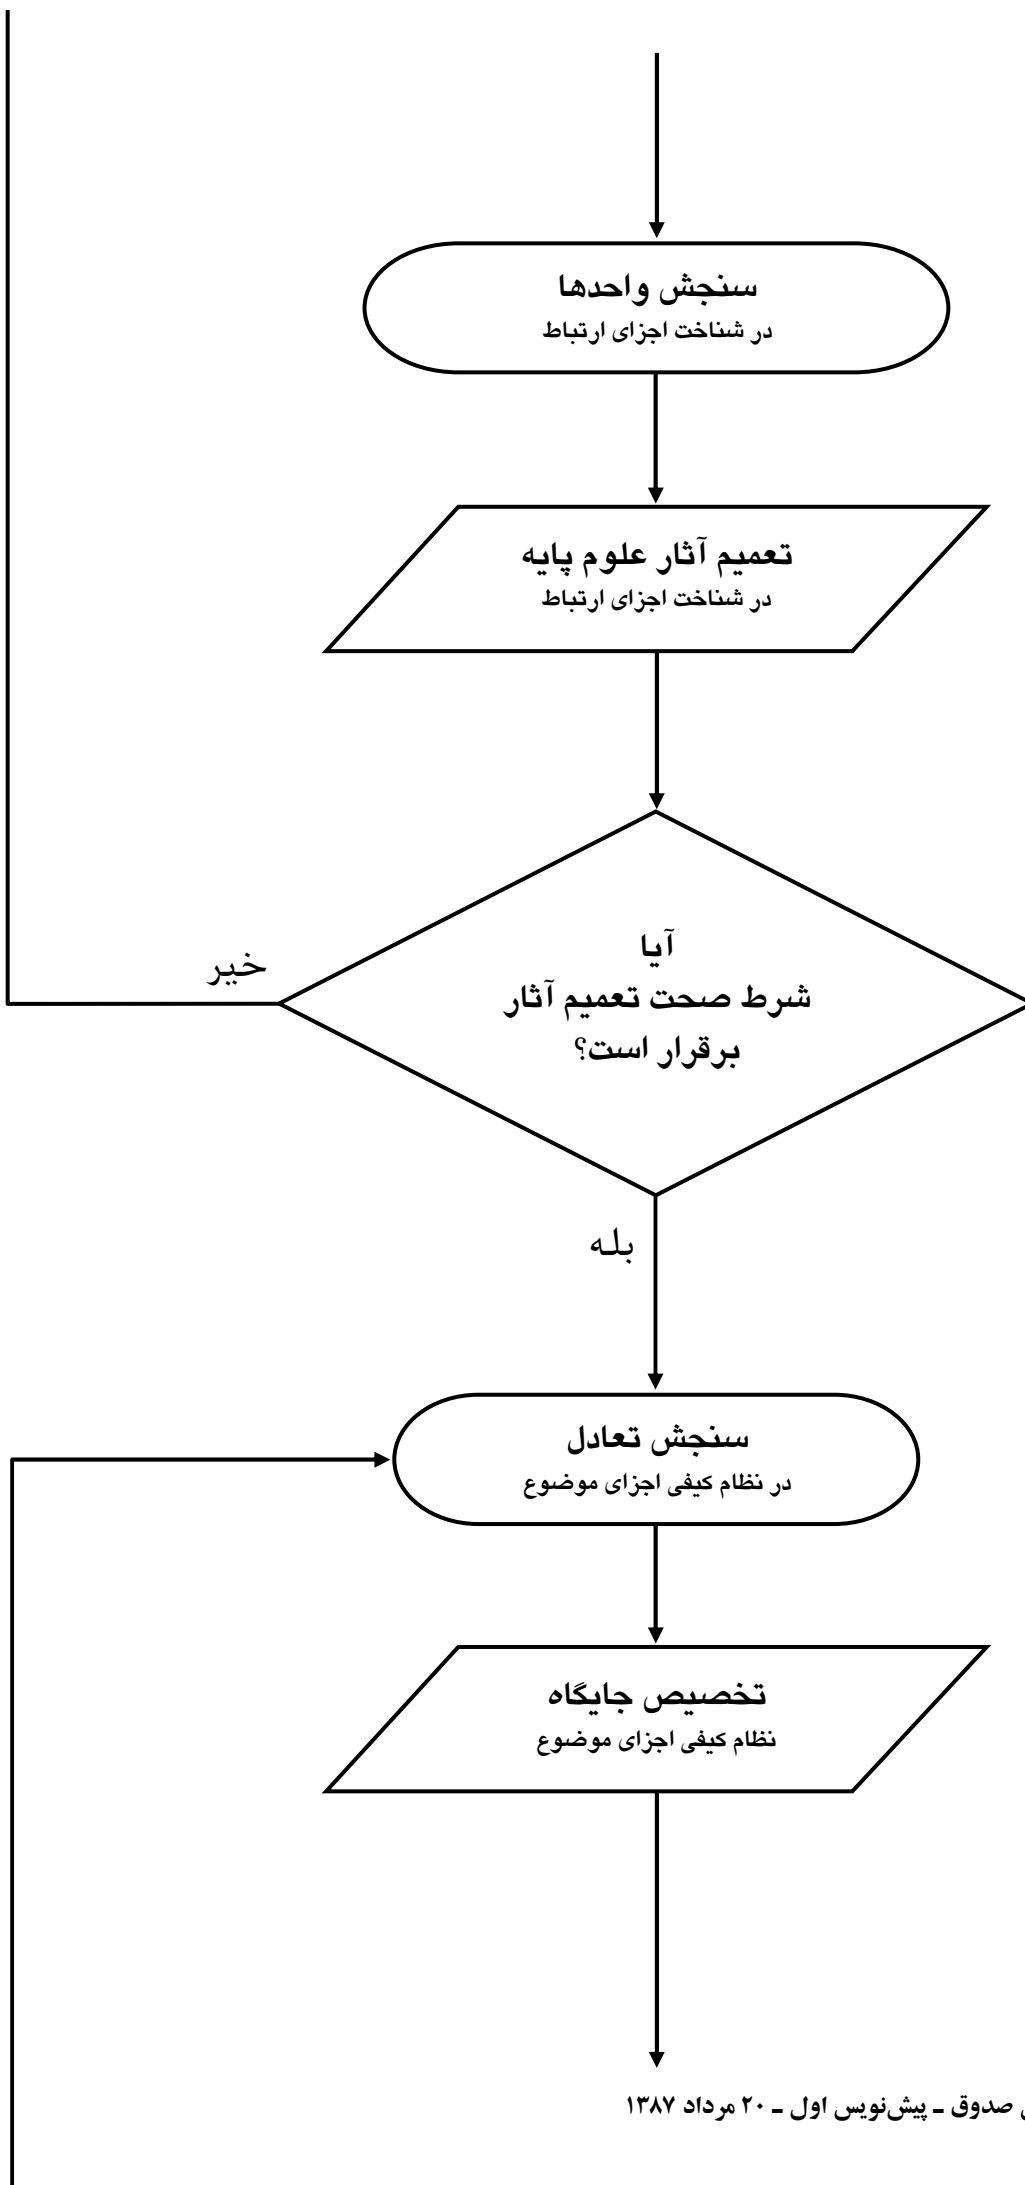 سنجش واحدها
در شناخت اجزای ارتباط
تعمیم آثار علوم پایه
در شناخت اجزای ارتباط
آیا
شرط صحت تعمیم آثار
برقرار است؟
خیر
بله
سنجش تعادل
در نظام کیفی اجزای موضوع
تخصیص جایگاه
نظام کیفی اجزای موضوع
صدوق ـ پیش‌نویس اول ـ ۲۰ مرداد ۱۳۸۷